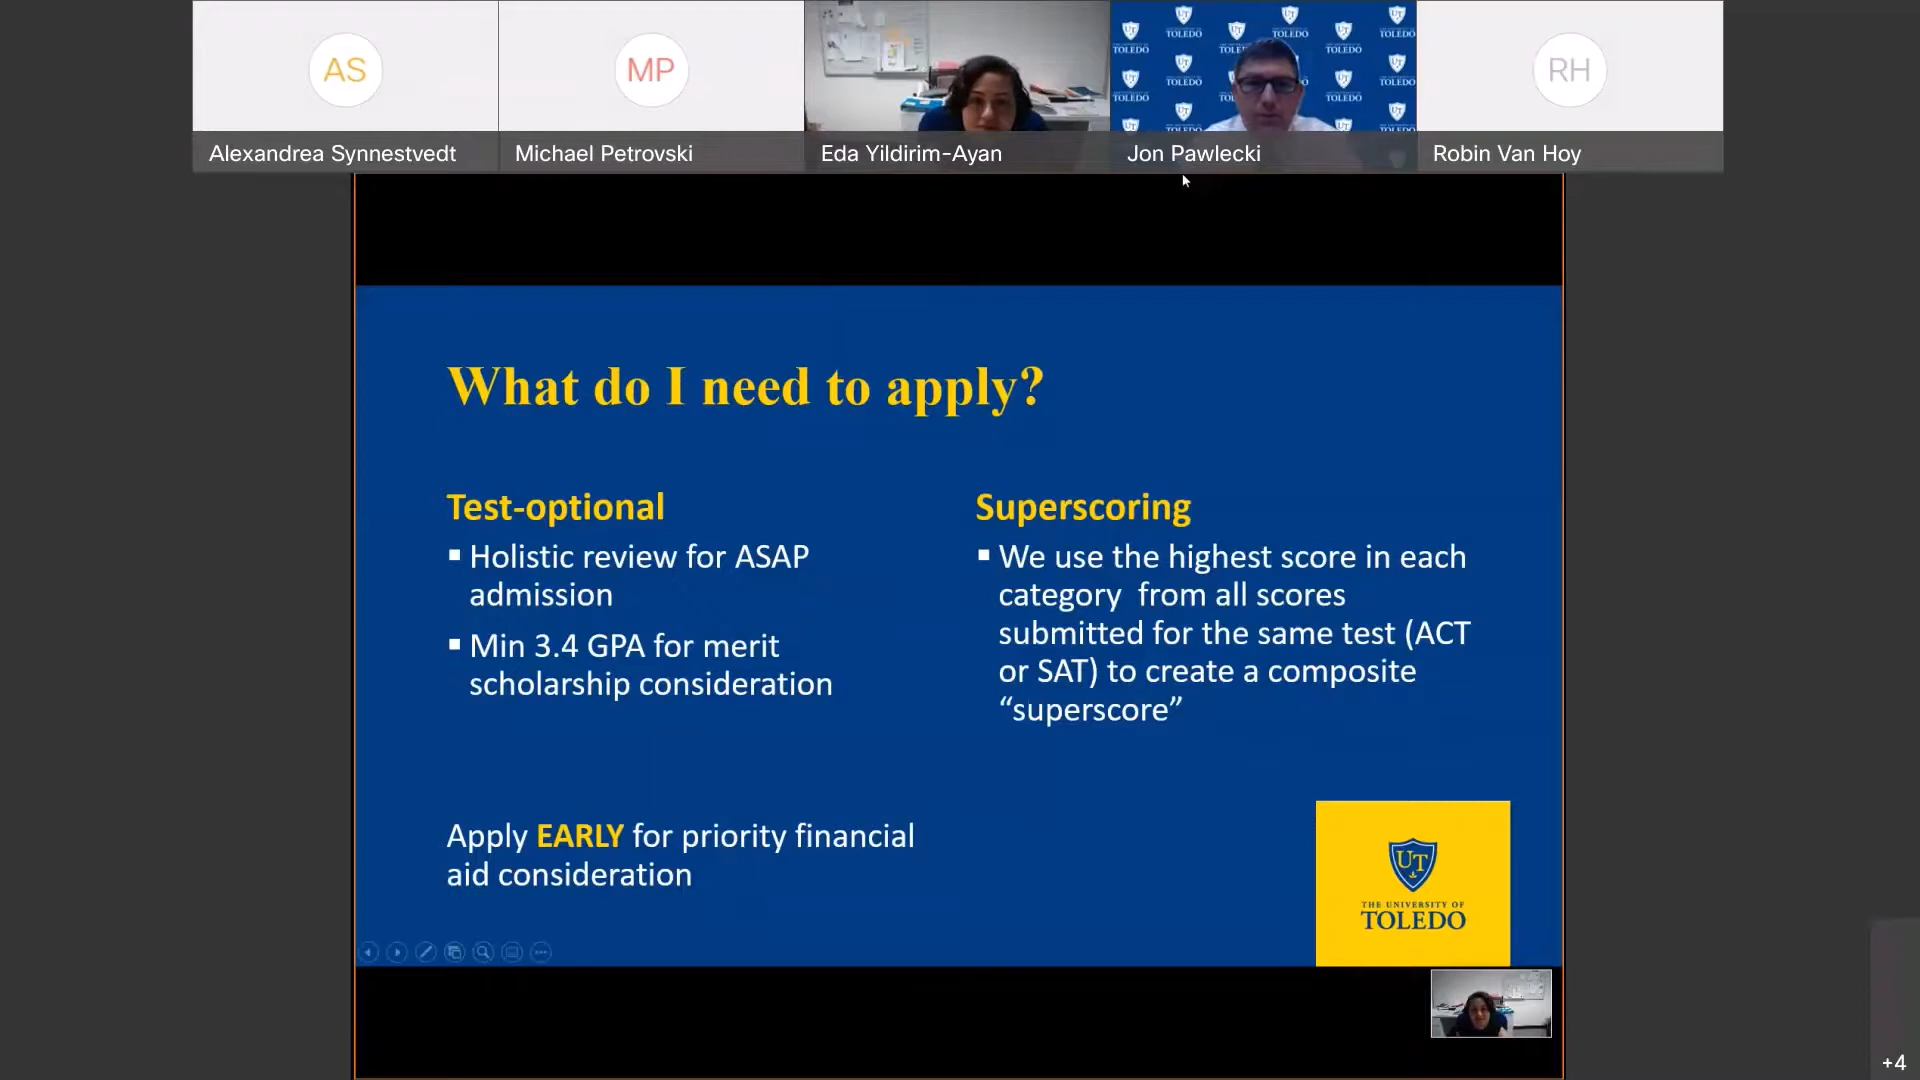 AS
MP
RH
UT
TOLEDO
Alexandrea Synnestvedt
Michael Petrovski
Eda Yildirim-Ayan
Jon Pawlecki
Robin Van Hoy
What do I need to apply?
Test-optional
▪ Holistic review for ASAP
admission
▪ Min 3.4 GPA for merit
scholarship consideration
Superscoring
▪ We use the highest score in each
category from all scores
submitted for the same test (ACT
or SAT) to create a composite
“superscore”
Apply EARLY for priority financial
aid consideration
UT
THE UNIVERSITY OF
TOLEDO
+4